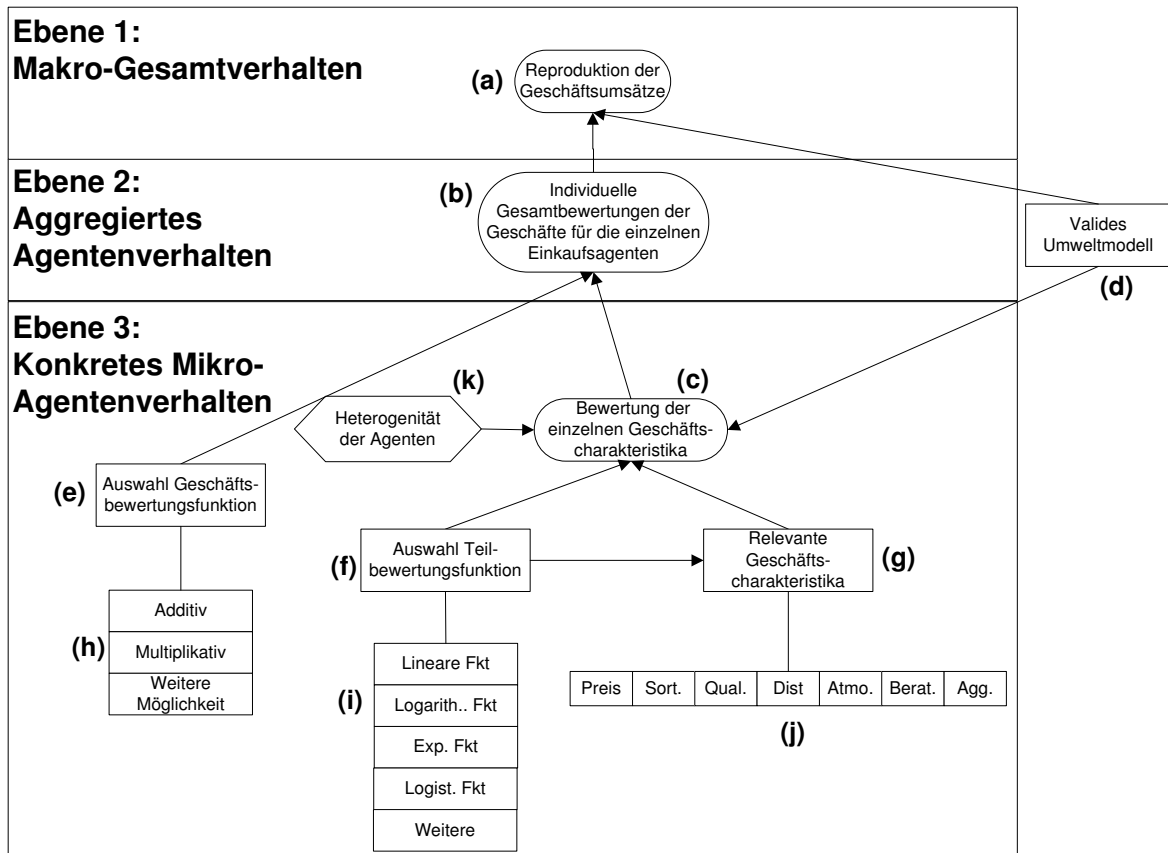 Ebene 1:
Makro-Gesamtverhalten
(a)
Reproduktion der
Geschäftsumsätze
Ebene 2:
Aggregiertes
Agentenverhalten
(b)
Individuelle
Gesamtbewertungen der
Geschäfte für die einzelnen
Einkaufsagenten
Valides
Umweltmodell
(d)
Ebene 3:
Konkretes Mikro-
Agentenverhalten
(k)
Heterogenität
der Agenten
(c)
Bewertung der
einzelnen Geschäfts-
charakteristika
(e)
Auswahl Geschäfts-
bewertungsfunktion
(f)
Auswahl Teil-
bewertungsfunktion
Relevante
Geschäfts-
charakteristika
(g)
(h)
Additiv
Multiplikativ
Weitere
Möglichkeit
(i)
Lineare Fkt
Logarith.. Fkt
Exp. Fkt
Logist. Fkt
Weitere
Preis Sort. Qual. Dist Atmo. Berat. Agg.
(j)